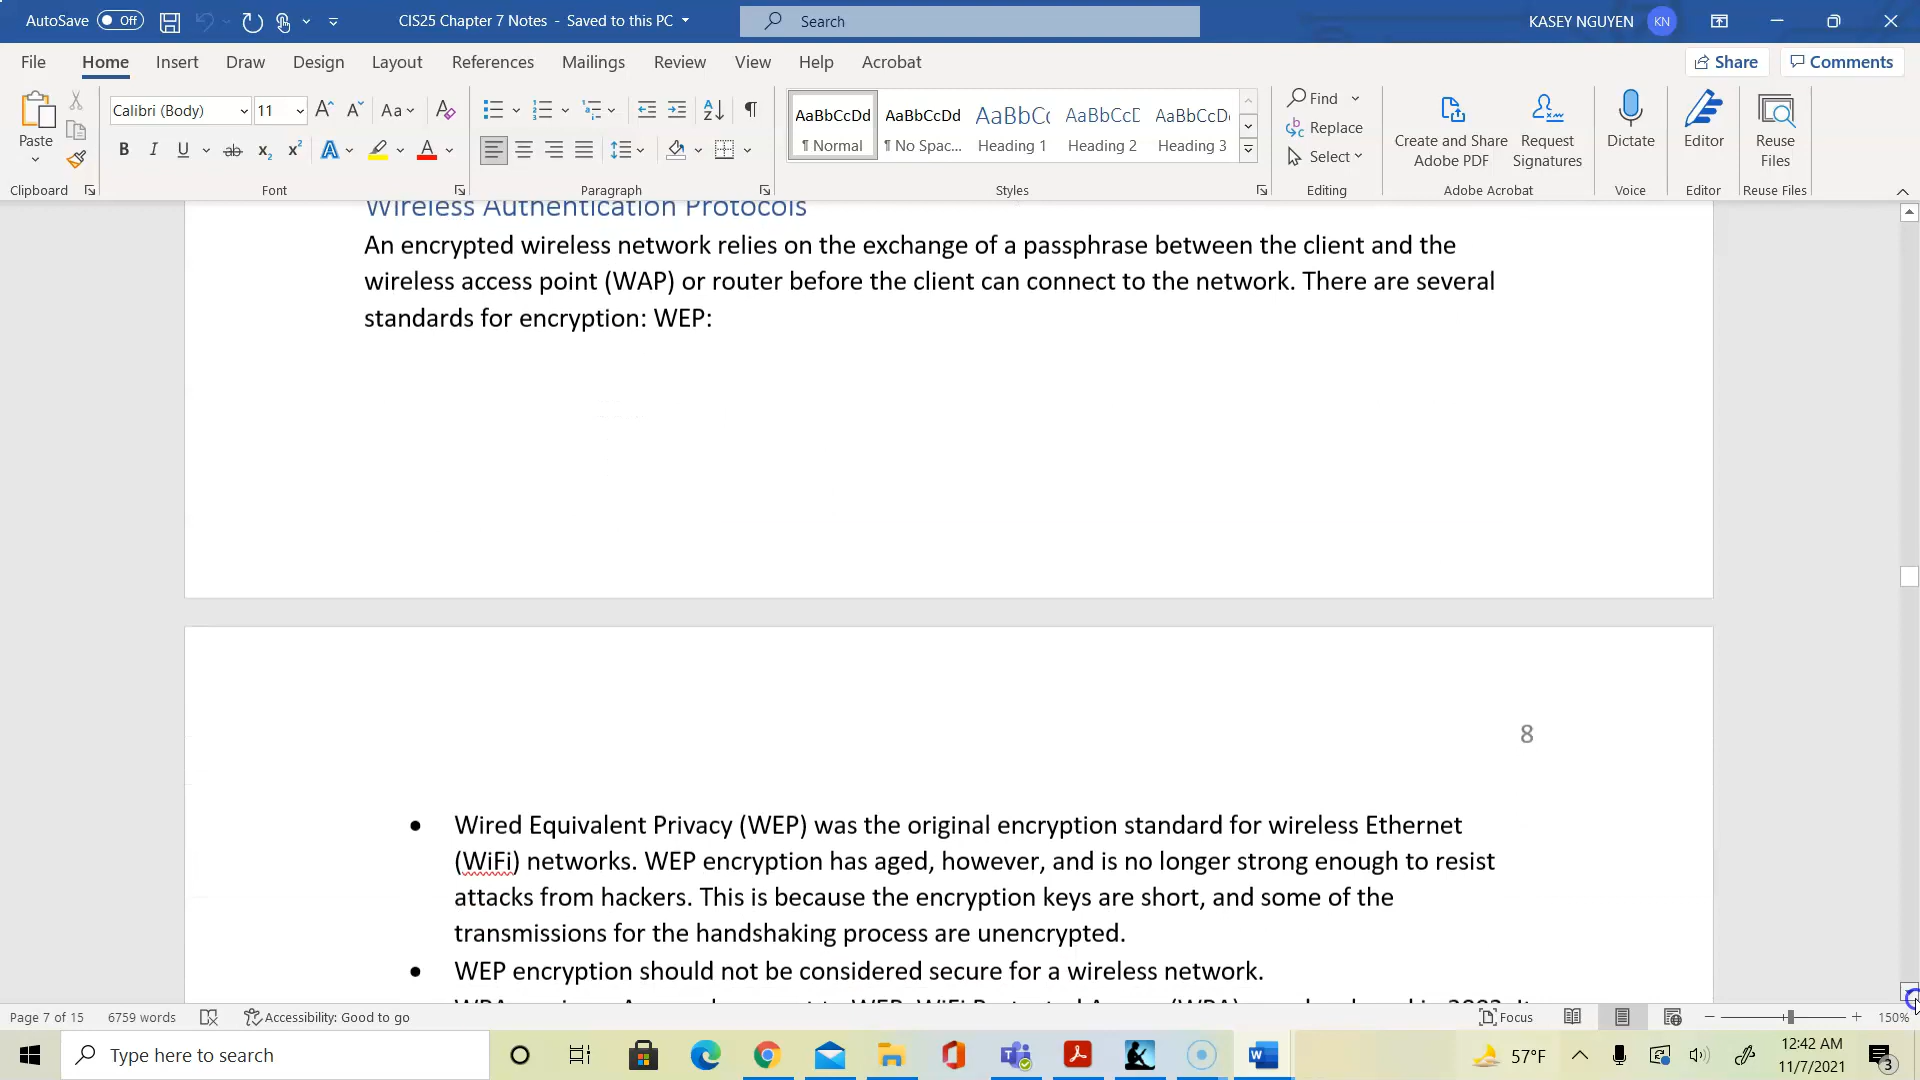 AutoSave Off CIS25 Chapter 7 Notes - Saved to this PC Search KASEY NGUYEN KN
File Home Insert Draw Design Layout References Mailings Review View Help Acrobat Share Comments
Paste
Calibri (Body) 11 Aa
B I U ab x₂ x² A A
AaBbCcDd AaBbCcDd AaBbCc AaBbCcD AaBbCcD
¶ Normal ¶ No Spac... Heading 1 Heading 2 Heading 3
Find
Replace
Select
Create and Share
Adobe PDF
Request
Signatures
Dictate
Editor
Reuse
Files
Clipboard Font Paragraph Styles Editing Adobe Acrobat Voice Editor Reuse Files
Wireless Authentication Protocols
An encrypted wireless network relies on the exchange of a passphrase between the client and the
wireless access point (WAP) or router before the client can connect to the network. There are several
standards for encryption: WEP:
8
• Wired Equivalent Privacy (WEP) was the original encryption standard for wireless Ethernet
(WiFi) networks. WEP encryption has aged, however, and is no longer strong enough to resist
attacks from hackers. This is because the encryption keys are short, and some of the
transmissions for the handshaking process are unencrypted.
• WEP encryption should not be considered secure for a wireless network.
Page 7 of 15 6759 words Accessibility: Good to go Focus 150%
Type here to search 57°F 12:42 AM
11/7/2021 3